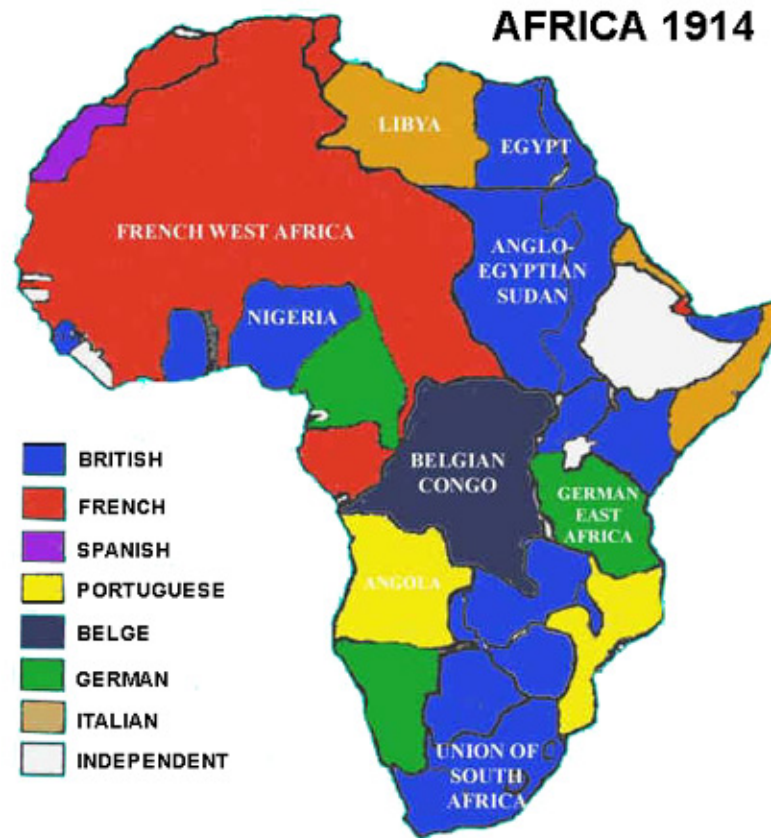 AFRICA 1914
LIBYA
EGYPT
FRENCH WEST AFRICA
ANGLO-
EGYPTIAN
SUDAN
NIGERIA
BELGIAN
CONGO
GERMAN
EAST
AFRICA
ANGOLA
UNION OF
SOUTH
AFRICA
BRITISH
FRENCH
SPANISH
PORTUGUESE
BELGE
GERMAN
ITALIAN
INDEPENDENT